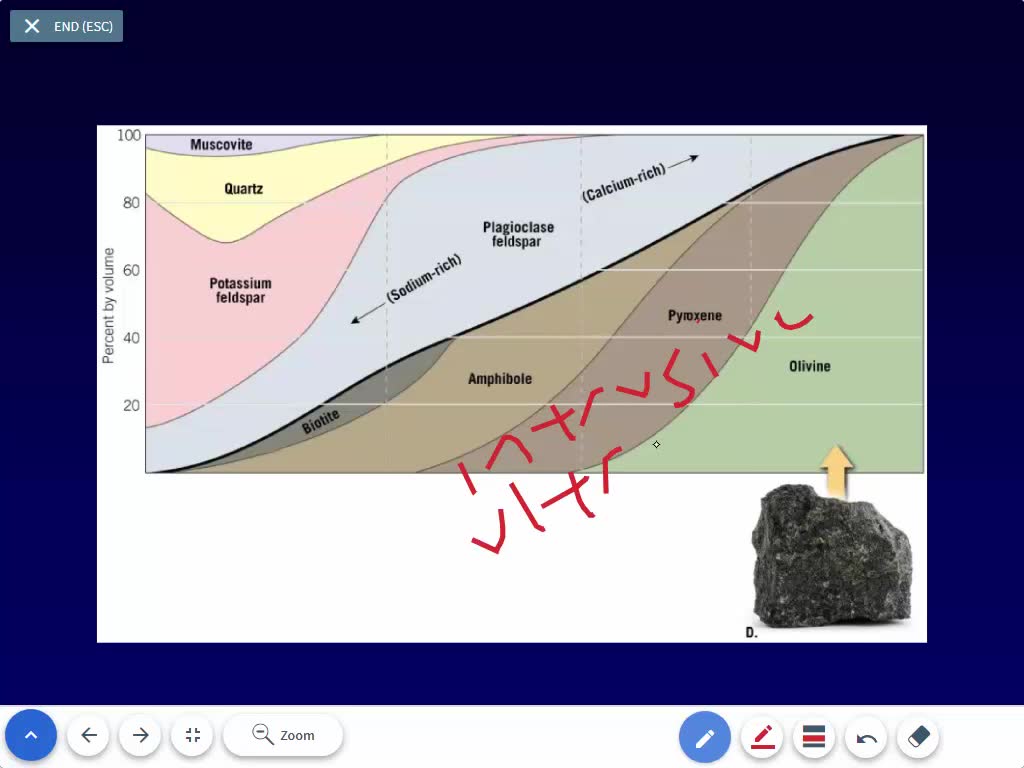 END (ESC)
100
Muscovite
Quartz
80
(Calcium-rich)
Plagioclase
feldspar
Percent by volume
60
(Sodium-rich)
Potassium
feldspar
40
Pyroxene
Olivine
Amphibole
20
Biotite
intrusive
ultr
D.
Zoom